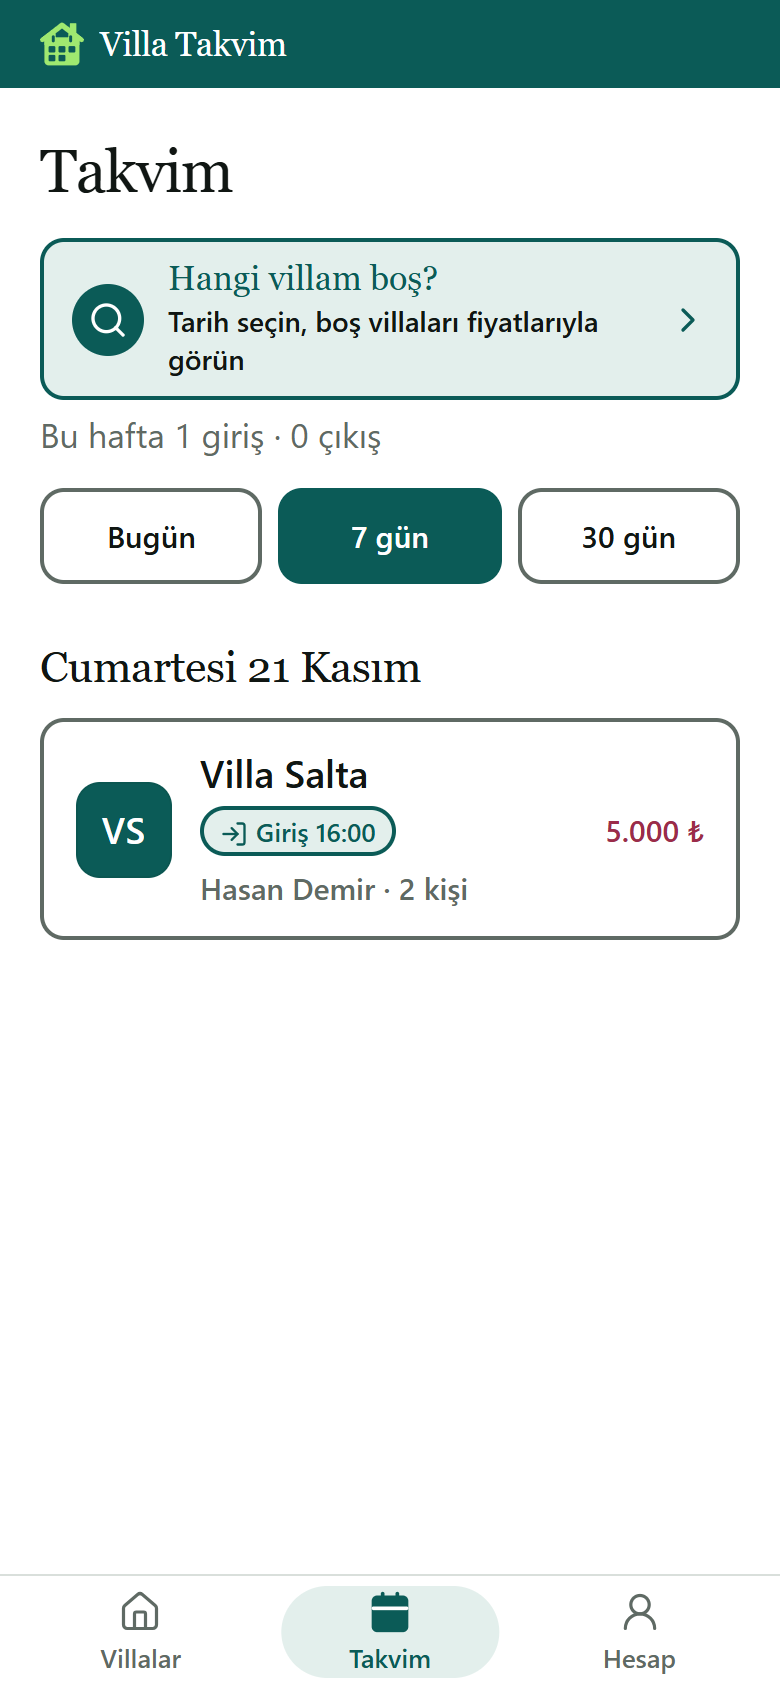 Villa Takvim
Takvim
Hangi villam boş?
Tarih seçin, boş villaları fiyatlarıyla
görün
Bu hafta 1 giriş · 0 çıkış
Bugün
7 gün
30 gün
Cumartesi 21 Kasım
VS
Villa Salta
Giriş 16:00
5.000 ₺
Hasan Demir · 2 kişi
Villalar
Takvim
Hesap